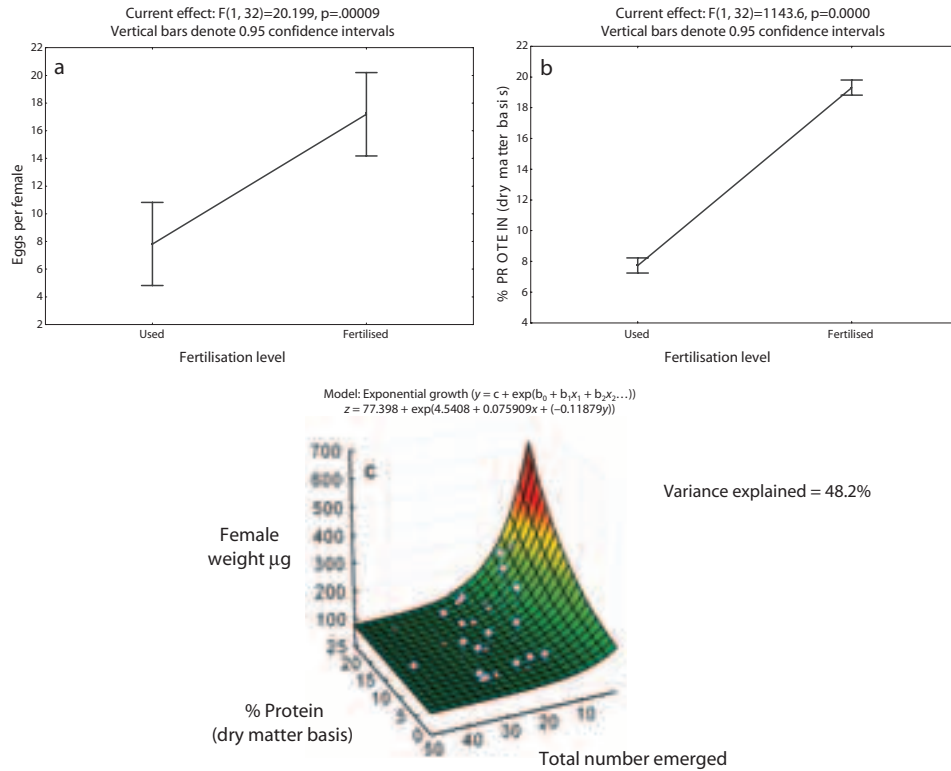 Current effect: F(1, 32)=20.199, p=.00009
Vertical bars denote 0.95 confidence intervals
a
22
20
18
16
14
12
10
8
6
4
2
Eggs per female
Used
Fertilised
Fertilisation level
Current effect: F(1, 32)=1143.6, p=0.0000
Vertical bars denote 0.95 confidence intervals
b
22
20
18
16
14
12
10
8
6
4
% PR OTE IN (dry ma tter ba si s)
Used
Fertilised
Fertilisation level
Model: Exponential growth (y = c + exp(b0 + b1x1 + b2x2…))
z = 77.398 + exp(4.5408 + 0.075909x + (–0.11879y))
c
700
600
500
400
300
200
100
Female
weight µg
Variance explained = 48.2%
25
20
15
10
5
0
% Protein
(dry matter basis)
50
40
30
20
10
Total number emerged